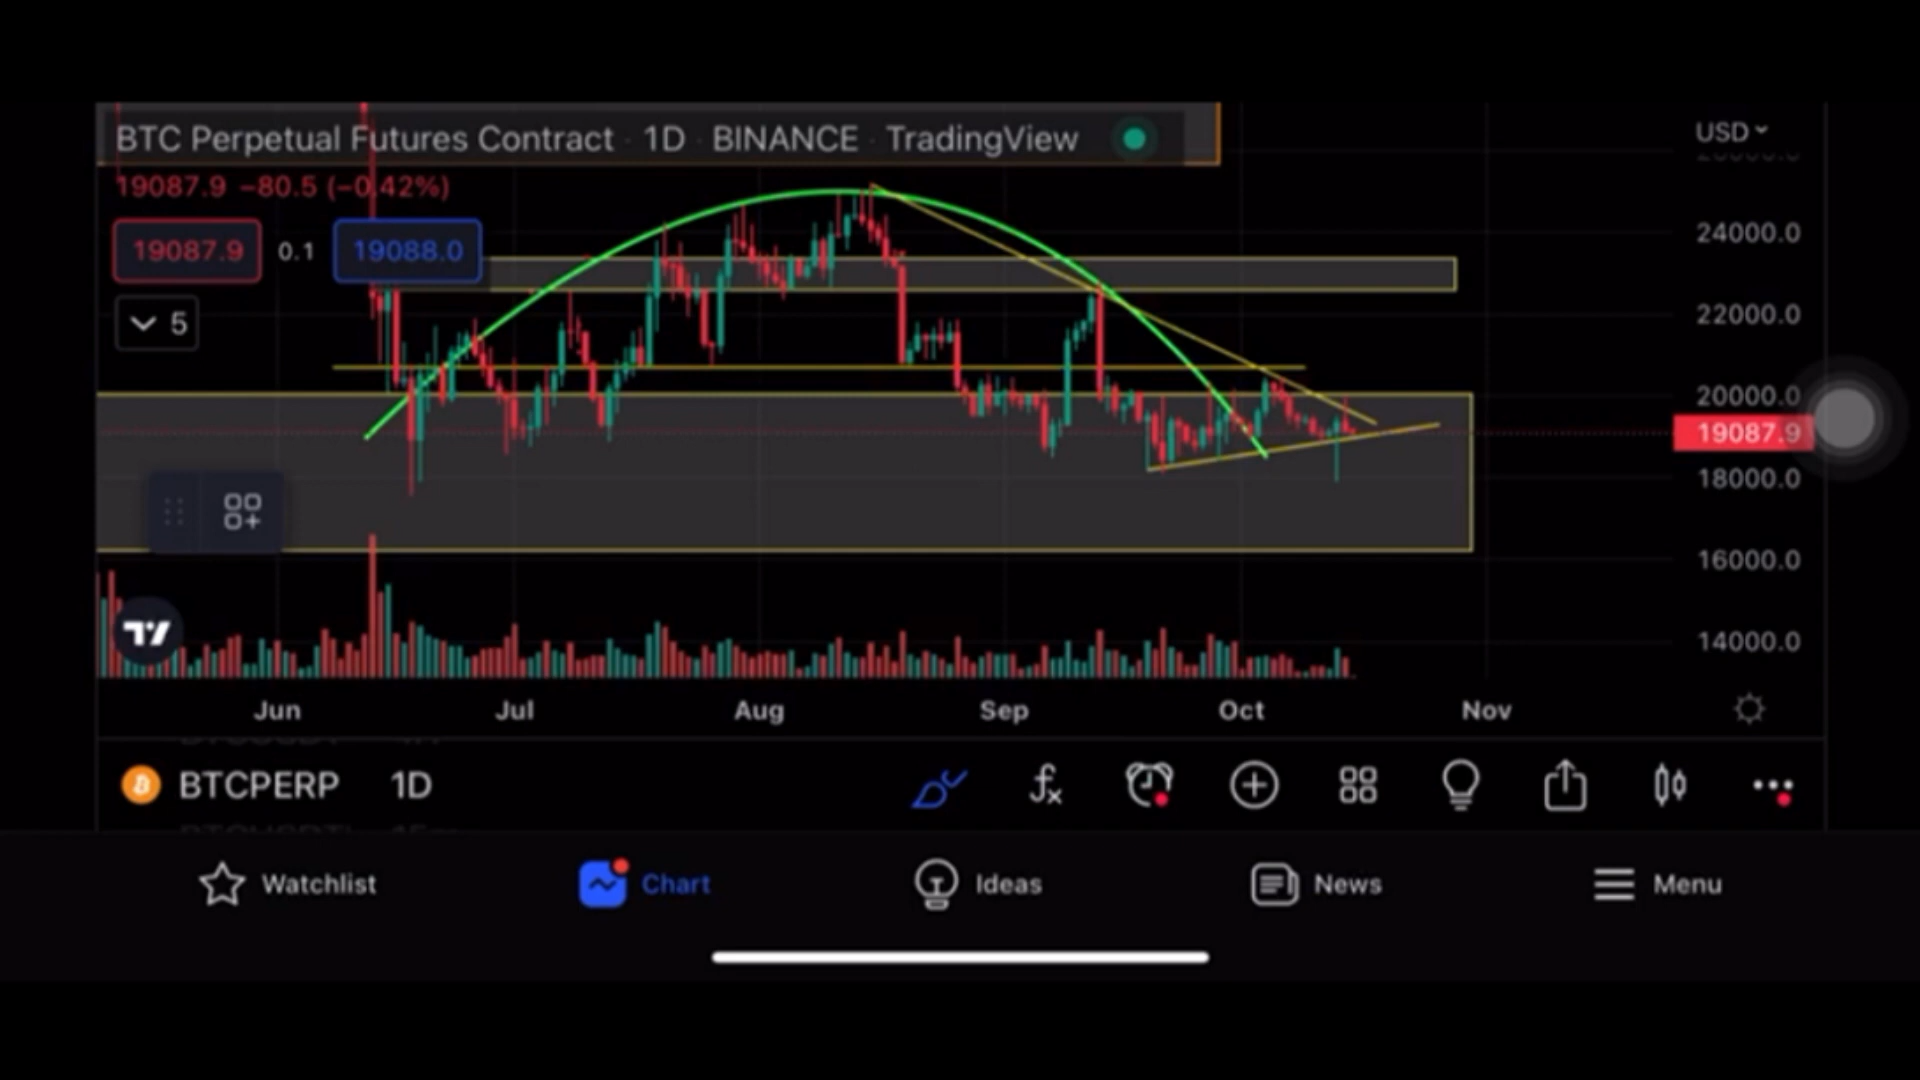 BTC Perpetual Futures Contract · 1D · BINANCE · TradingView
USD
19087.9 −80.5 (−0.42%)
19087.9 0.1 19088.0
5
24000.0
22000.0
20000.0
19087.9
18000.0
16000.0
14000.0
Jun Jul Aug Sep Oct Nov
BTCPERP 1D
Watchlist Chart Ideas News Menu